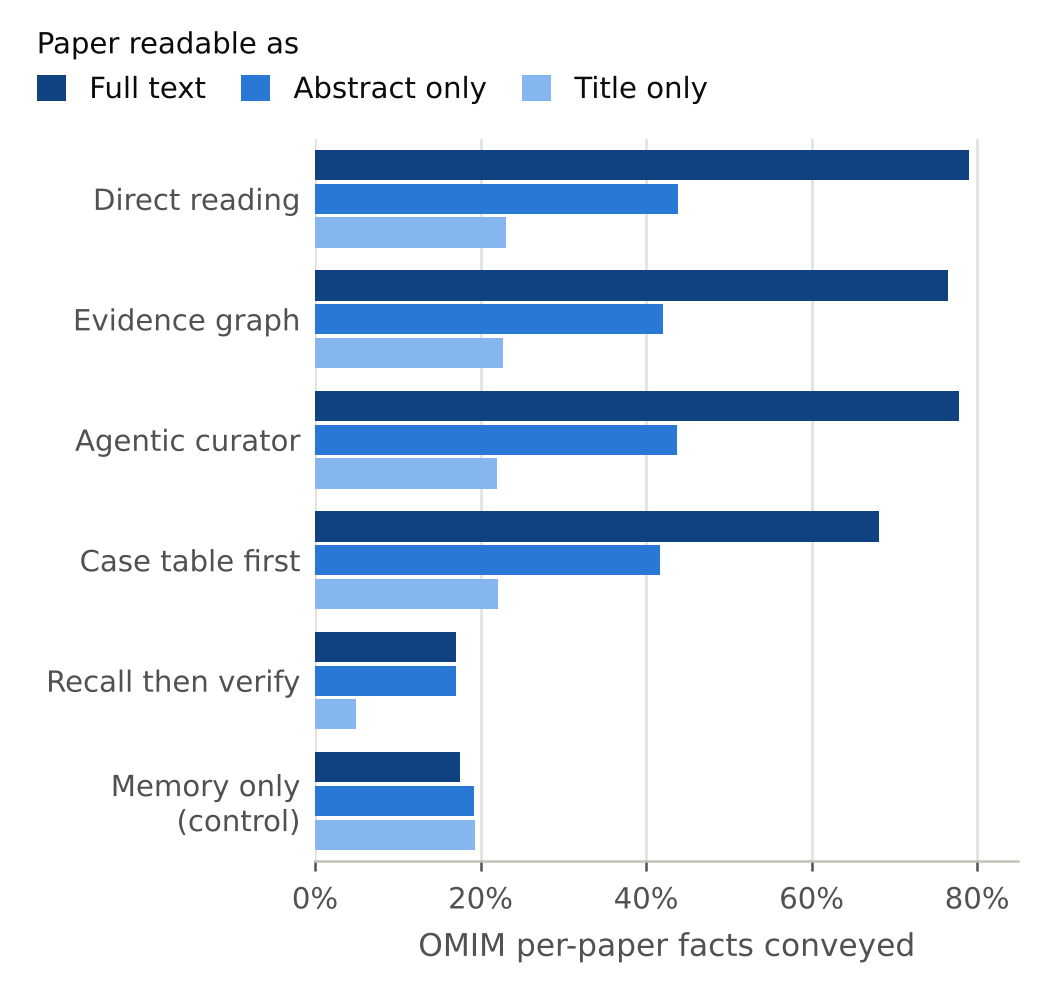 Paper readable as
Full text Abstract only Title only
Direct reading
Evidence graph
Agentic curator
Case table first
Recall then verify
Memory only
(control)
0% 20% 40% 60% 80%
OMIM per-paper facts conveyed